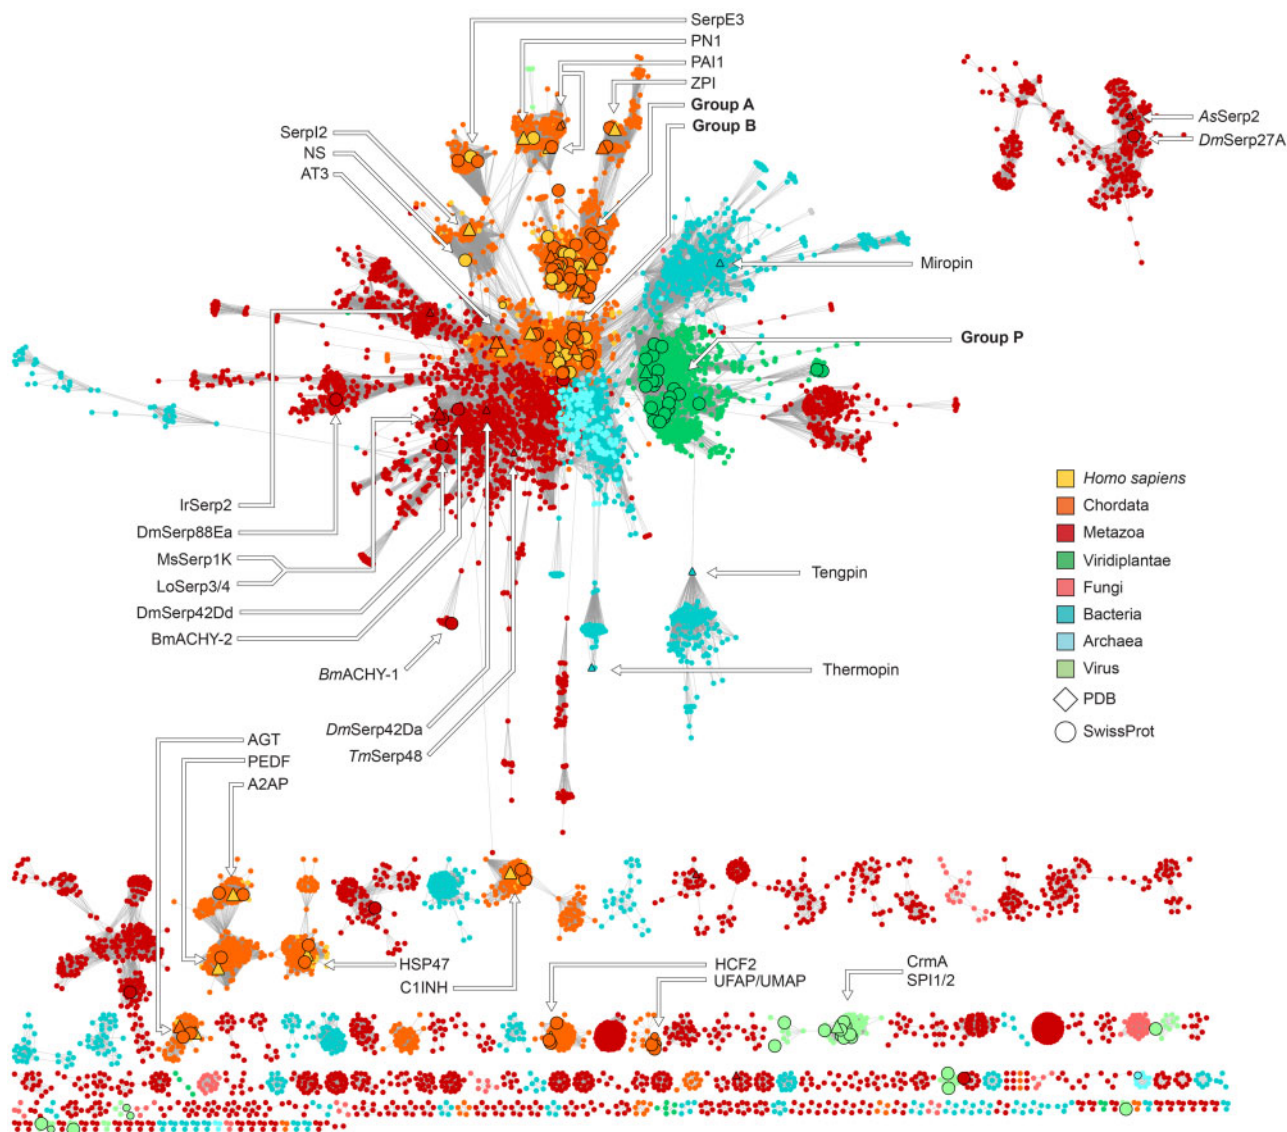 SerpE3
PN1
PAI1
ZPI
Group A
Group B
SerpI2
NS
AT3
AsSerp2
DmSerp27A
Miropin
Group P
IrSerp2
DmSerp88Ea
MsSerp1K
LoSerp3/4
DmSerp42Dd
BmACHY-2
BmACHY-1
DmSerp42Da
TmSerp48
Tengpin
Thermopin
Homo sapiens
Chordata
Metazoa
Viridiplantae
Fungi
Bacteria
Archaea
Virus
PDB
SwissProt
AGT
PEDF
A2AP
HSP47
C1INH
HCF2
UFAP/UMAP
CrmA
SPI1/2